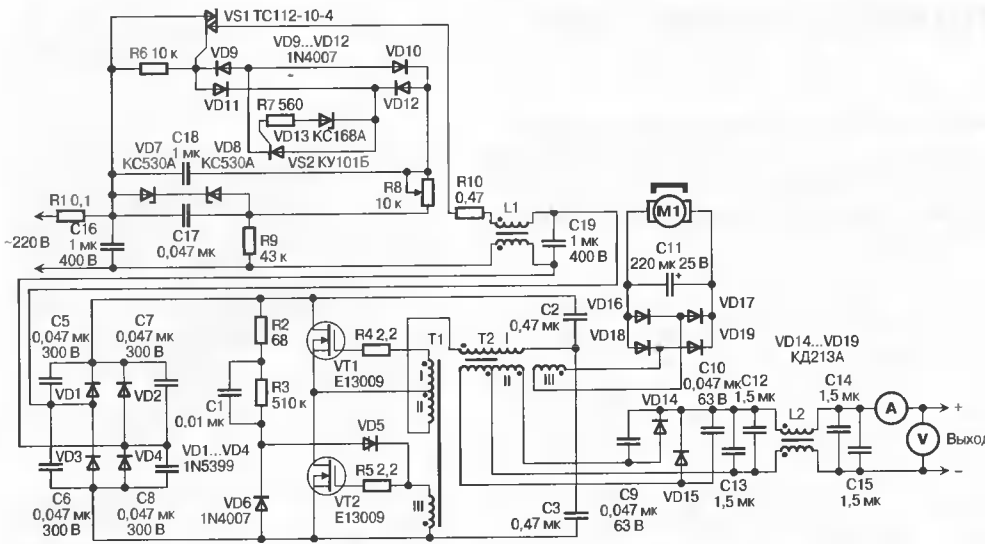 VS1 ТС112-10-4
R6 10 к
VD9
VD9...VD12
1N4007
VD10
VD11
VD12
R7 560
VD13 КС168А
VS2 КУ101Б
VD7
КС530А
C18
1 мк
VD8
КС530А
R1 0,1
R8
10 к
R10
0,47
L1
M1
~220 В
C16
1 мк
400 В
C17
0,047 мк
R9
43 к
C19
1 мк
400 В
C11
220 мк 25 В
+
VD16
VD17
VD18
VD19
VD14...VD19
КД213А
C5
0,047 мк
300 В
C7
0,047 мк
300 В
R2
68
R4 2,2
T1
T2
I
C2
0,47 мк
VT1
E13009
I
II
II
III
VD1
VD2
R3
510 к
C1
0,01 мк
VD14
C10
0,047 мк
63 В
C12
1,5 мк
C14
1,5 мк
L2
A
+
V
Выход
−
VD5
VD3
VD4
VD1...VD4
1N5399
R5 2,2
III
VT2
E13009
VD6
1N4007
VD15
C6
0,047 мк
300 В
C8
0,047 мк
300 В
C3
0,47 мк
C9
0,047 мк
63 В
C13
1,5 мк
C15
1,5 мк